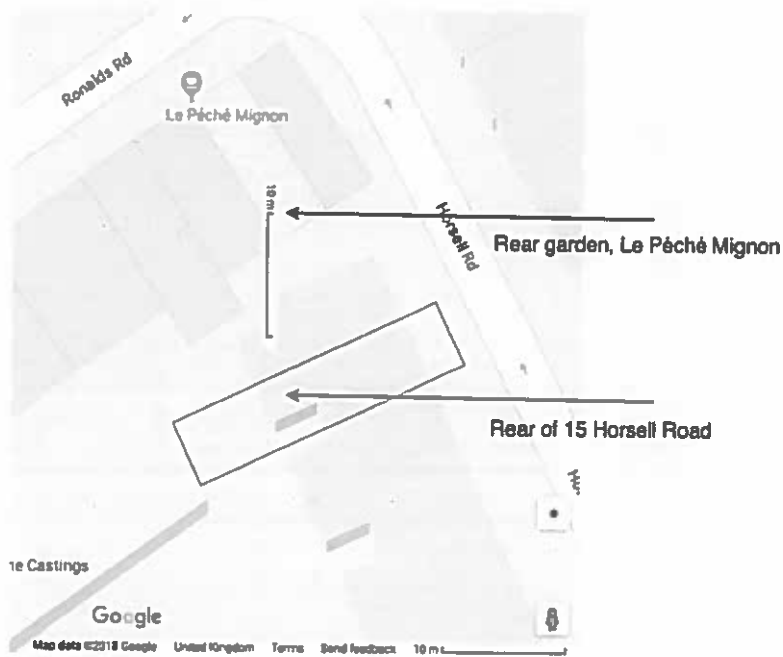 Ronalds Rd
Le Péché Mignon
10 m
Horsell Rd
Rear garden, Le Péché Mignon
Rear of 15 Horsell Road
Castings
Google
Map data ©2018 Google United Kingdom Terms Send feedback 10 m